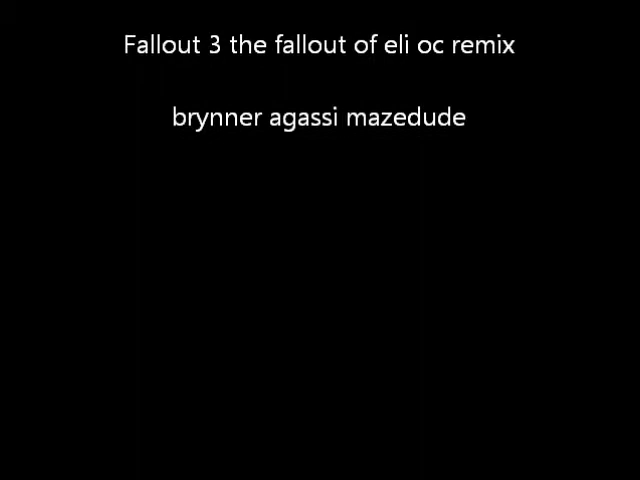 Fallout 3 the fallout of eli oc remix
brynner agassi mazedude